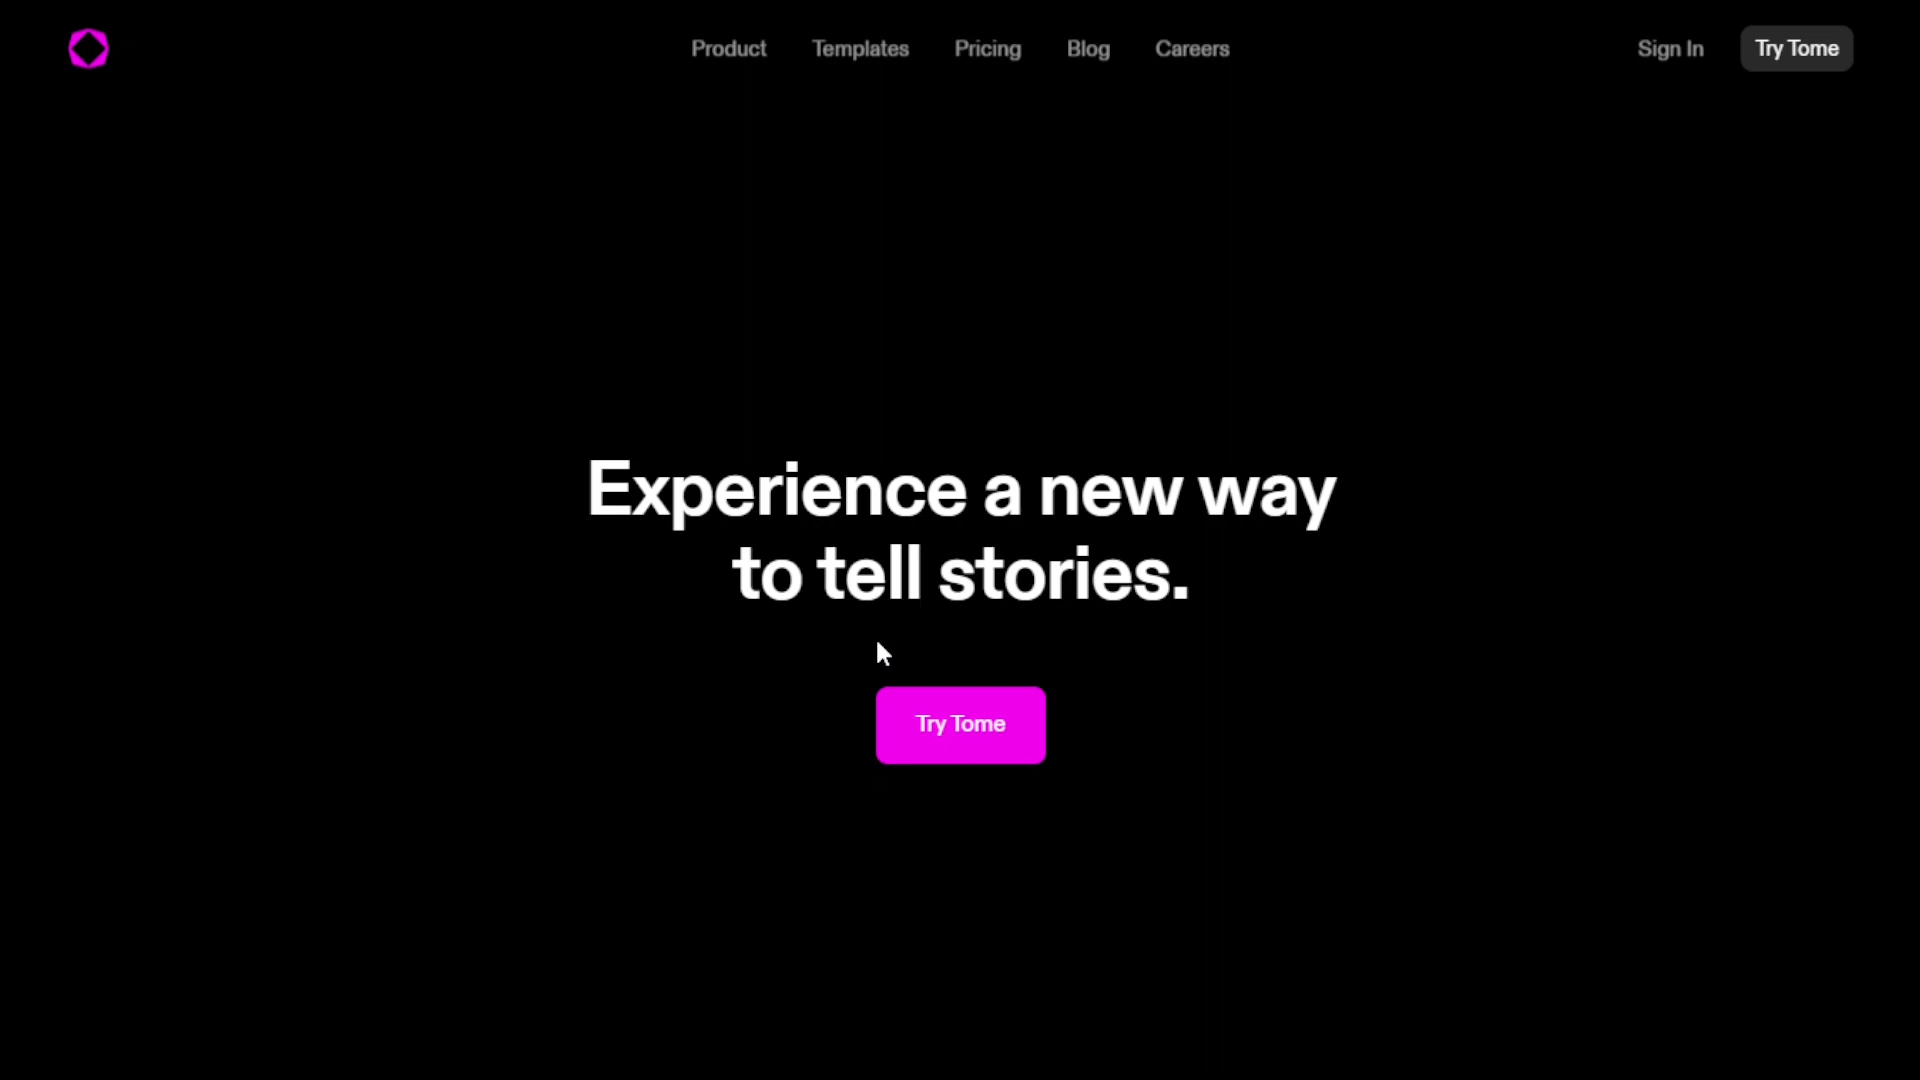 Product Templates Pricing Blog Careers Sign In Try Tome
Experience a new way
to tell stories.
Try Tome